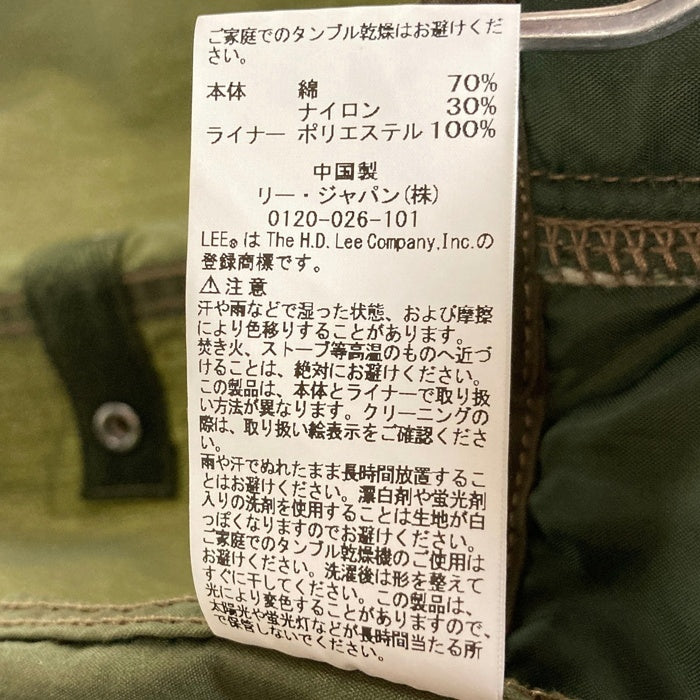 ご家庭でのタンブル乾燥はお避けくだ
さい。
本体 綿 70%
ナイロン 30%
ライナー ポリエステル 100%
中国製
リー・ジャパン(株)
0120-026-101
LEE®は The H.D. Lee Company,Inc.の
登録商標です。
⚠注意
汗や雨などで湿った状態、および摩擦
により色移りすることがあります。
焚き火、ストーブ等高温のものへ近づ
けることは、絶対にお避けください。
この製品は、本体とライナーで取り扱
い方法が異なります。クリーニングの
際は、取り扱い絵表示をご確認くださ
い。
雨や汗でぬれたまま長時間放置するこ
とはお避けください。漂白剤や蛍光剤
入りの洗剤を使用することは生地が白
っぽくなりますのでお避けください。
ご家庭でのタンブル乾燥機のご使用は
お避けください。洗濯後は形を整えて
すぐに干してください。この製品は、
光により変色することがありますので、
太陽光や蛍光灯などが長時間当たる所
で保管しないでください。